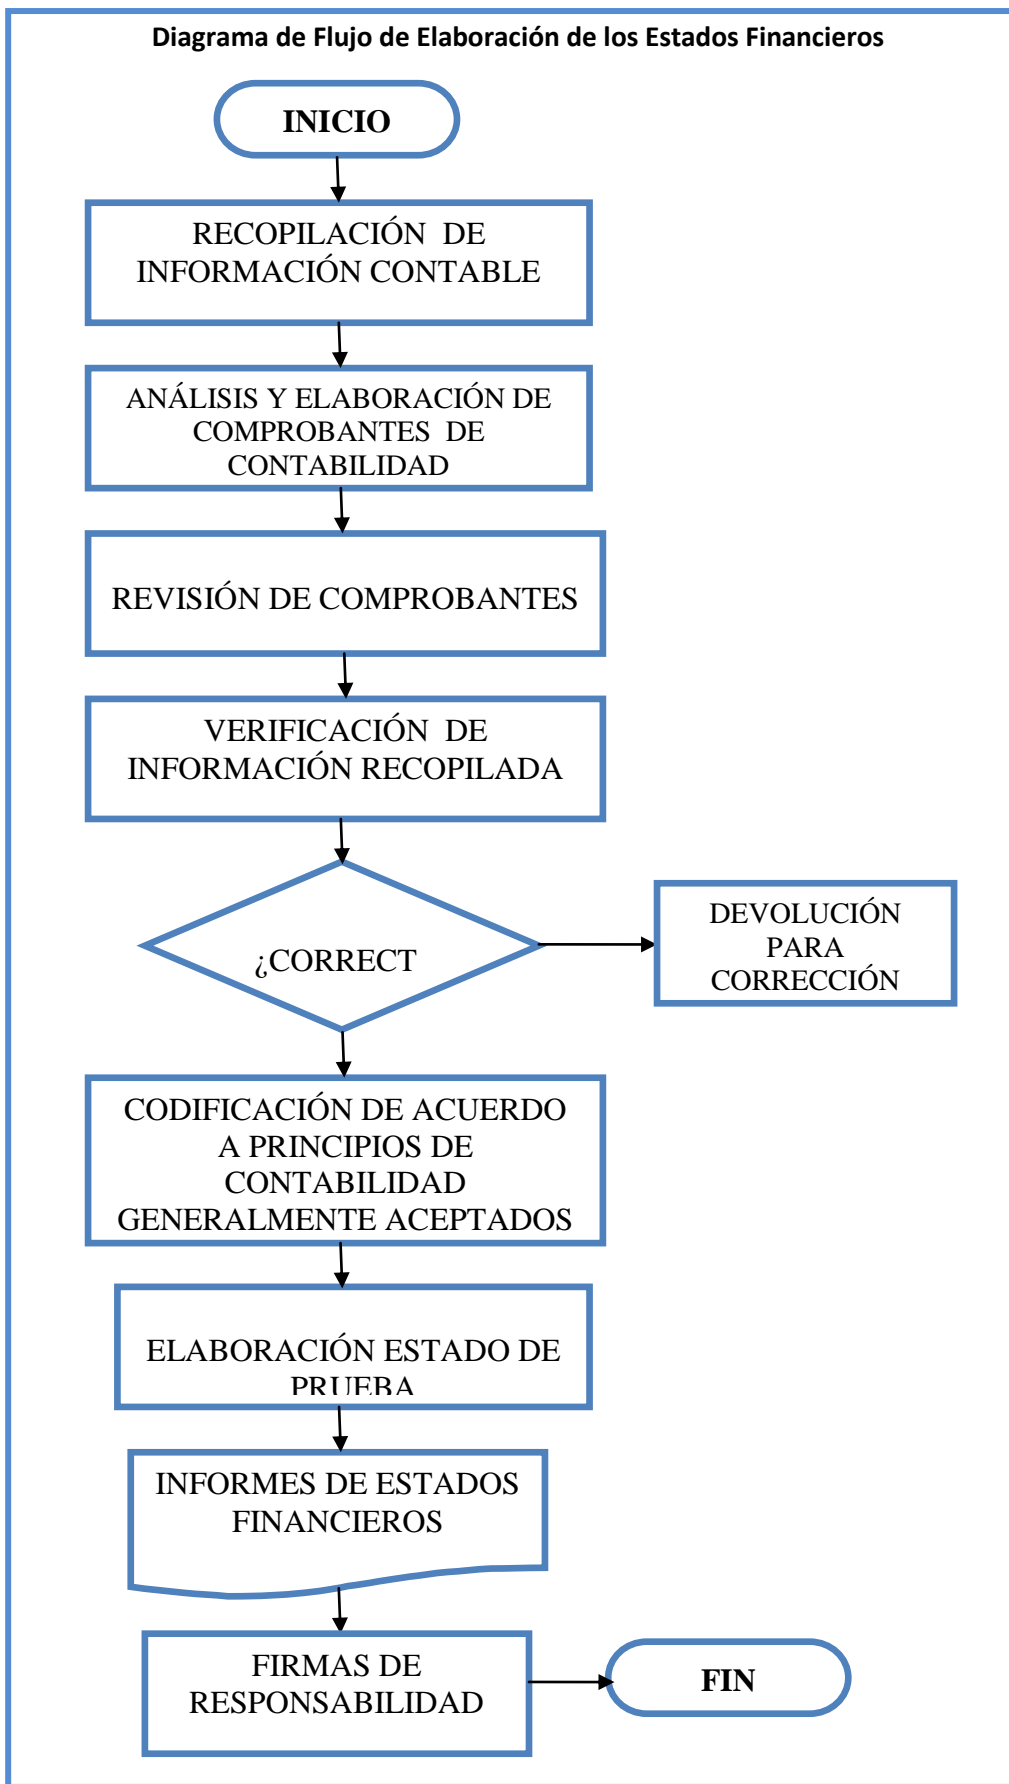 Diagrama de Flujo de Elaboración de los Estados Financieros
INICIO
RECOPILACIÓN DE
INFORMACIÓN CONTABLE
ANÁLISIS Y ELABORACIÓN DE
COMPROBANTES DE
CONTABILIDAD
REVISIÓN DE COMPROBANTES
VERIFICACIÓN DE
INFORMACIÓN RECOPILADA
¿CORRECT
DEVOLUCIÓN
PARA
CORRECCIÓN
CODIFICACIÓN DE ACUERDO
A PRINCIPIOS DE
CONTABILIDAD
GENERALMENTE ACEPTADOS
ELABORACIÓN ESTADO DE
PRUEBA
INFORMES DE ESTADOS
FINANCIEROS
FIRMAS DE
RESPONSABILIDAD
FIN